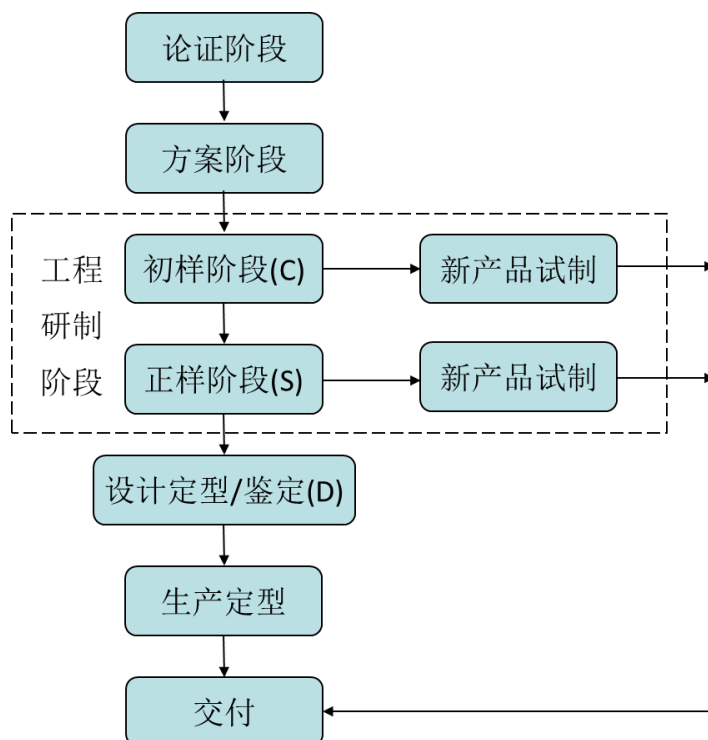 论证阶段
方案阶段
工程
研制
阶段
初样阶段(C)
新产品试制
正样阶段(S)
新产品试制
设计定型/鉴定(D)
生产定型
交付